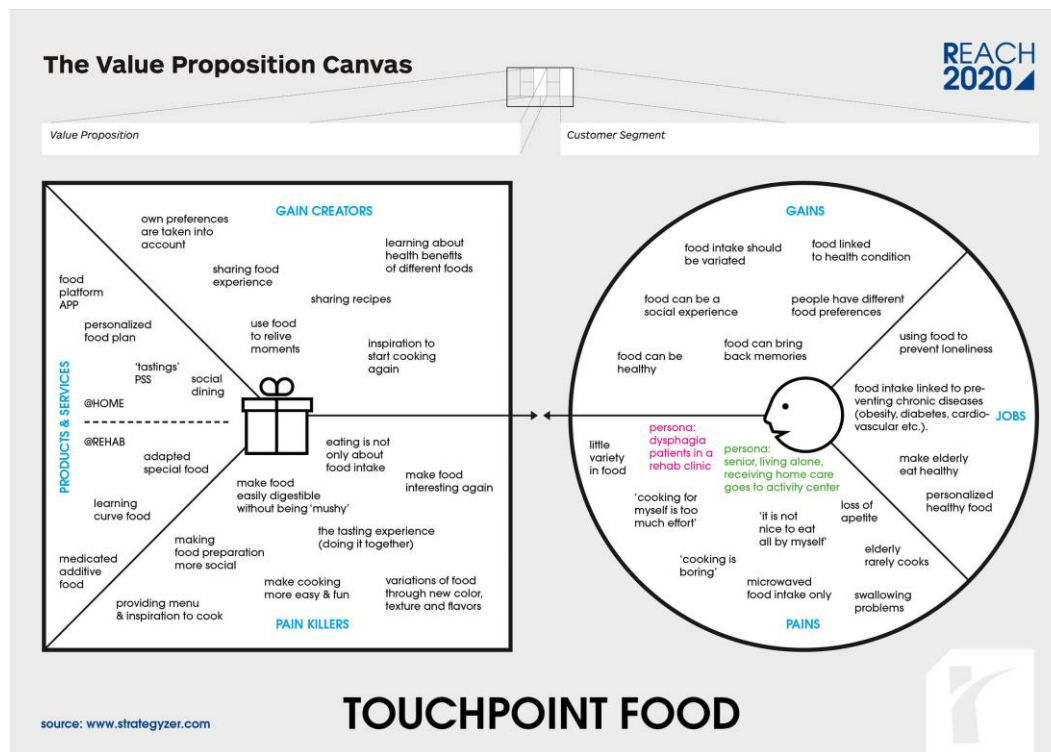 The Value Proposition Canvas
REACH
2020
Value Proposition
Customer Segment
GAIN CREATORS
own preferences
are taken into
account
learning about
health benefits
of different foods
sharing food
experience
sharing recipes
use food
to relive
moments
inspiration to
start cooking
again
PRODUCTS & SERVICES
food
platform
APP
personalized
food plan
'tastings'
PSS
social
dining
@HOME
@REHAB
adapted
special food
learning
curve food
medicated
additive
food
eating is not
only about
food intake
make food
interesting again
make food
easily digestible
without being 'mushy'
the tasting experience
(doing it together)
making
food preparation
more social
make cooking
more easy & fun
variations of food
through new color,
texture and flavors
providing menu
& inspiration to cook
PAIN KILLERS
GAINS
food intake should
be variated
food linked
to health condition
food can be a
social experience
people have different
food preferences
food can be
healthy
food can bring
back memories
using food to
prevent loneliness
food intake linked to pre-
venting chronic diseases
(obesity, diabetes, cardio-
vascular etc.).
JOBS
make elderly
eat healthy
personalized
healthy food
little
variety
in food
persona:
dysphagia
patients in a
rehab clinic
persona:
senior, living alone,
receiving home care
goes to activity center
'cooking for
myself is too
much effort'
'it is not
nice to eat
all by myself'
loss of
apetite
'cooking is
boring'
elderly
rarely cooks
microwaved
food intake only
swallowing
problems
PAINS
source: www.strategyzer.com
TOUCHPOINT FOOD